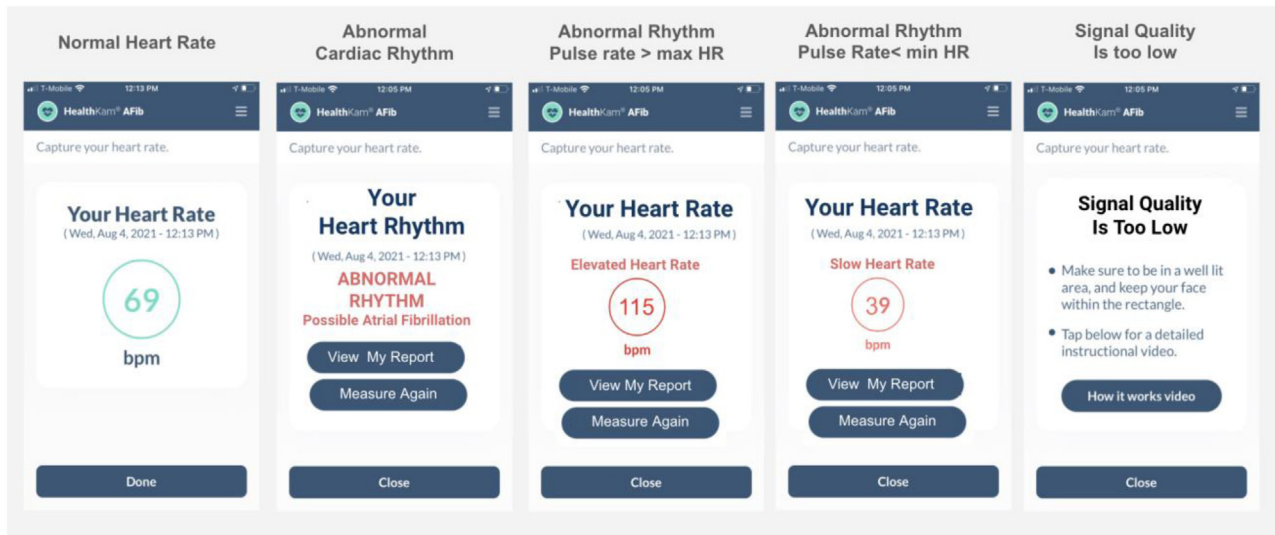 Normal Heart Rate
T-Mobile 12:13 PM
HealthKam® AFib
Capture your heart rate.
Your Heart Rate
(Wed, Aug 4, 2021 - 12:13 PM)
69
bpm
Done
Abnormal
Cardiac Rhythm
T-Mobile 12:05 PM
HealthKam® AFib
Capture your heart rate.
Your
Heart Rhythm
(Wed, Aug 4, 2021 - 12:13 PM)
ABNORMAL
RHYTHM
Possible Atrial Fibrillation
View My Report
Measure Again
Close
Abnormal Rhythm
Pulse rate > max HR
T-Mobile 12:05 PM
HealthKam® AFib
Capture your heart rate.
Your Heart Rate
(Wed, Aug 4, 2021 - 12:13 PM)
Elevated Heart Rate
115
bpm
View My Report
Measure Again
Close
Abnormal Rhythm
Pulse Rate< min HR
T-Mobile 12:05 PM
HealthKam® AFib
Capture your heart rate.
Your Heart Rate
(Wed, Aug 4, 2021 - 12:13 PM)
Slow Heart Rate
39
bpm
View My Report
Measure Again
Close
Signal Quality
Is too low
T-Mobile 12:05 PM
HealthKam® AFib
Capture your heart rate.
Signal Quality
Is Too Low
• Make sure to be in a well lit
area, and keep your face
within the rectangle.
• Tap below for a detailed
instructional video.
How it works video
Close